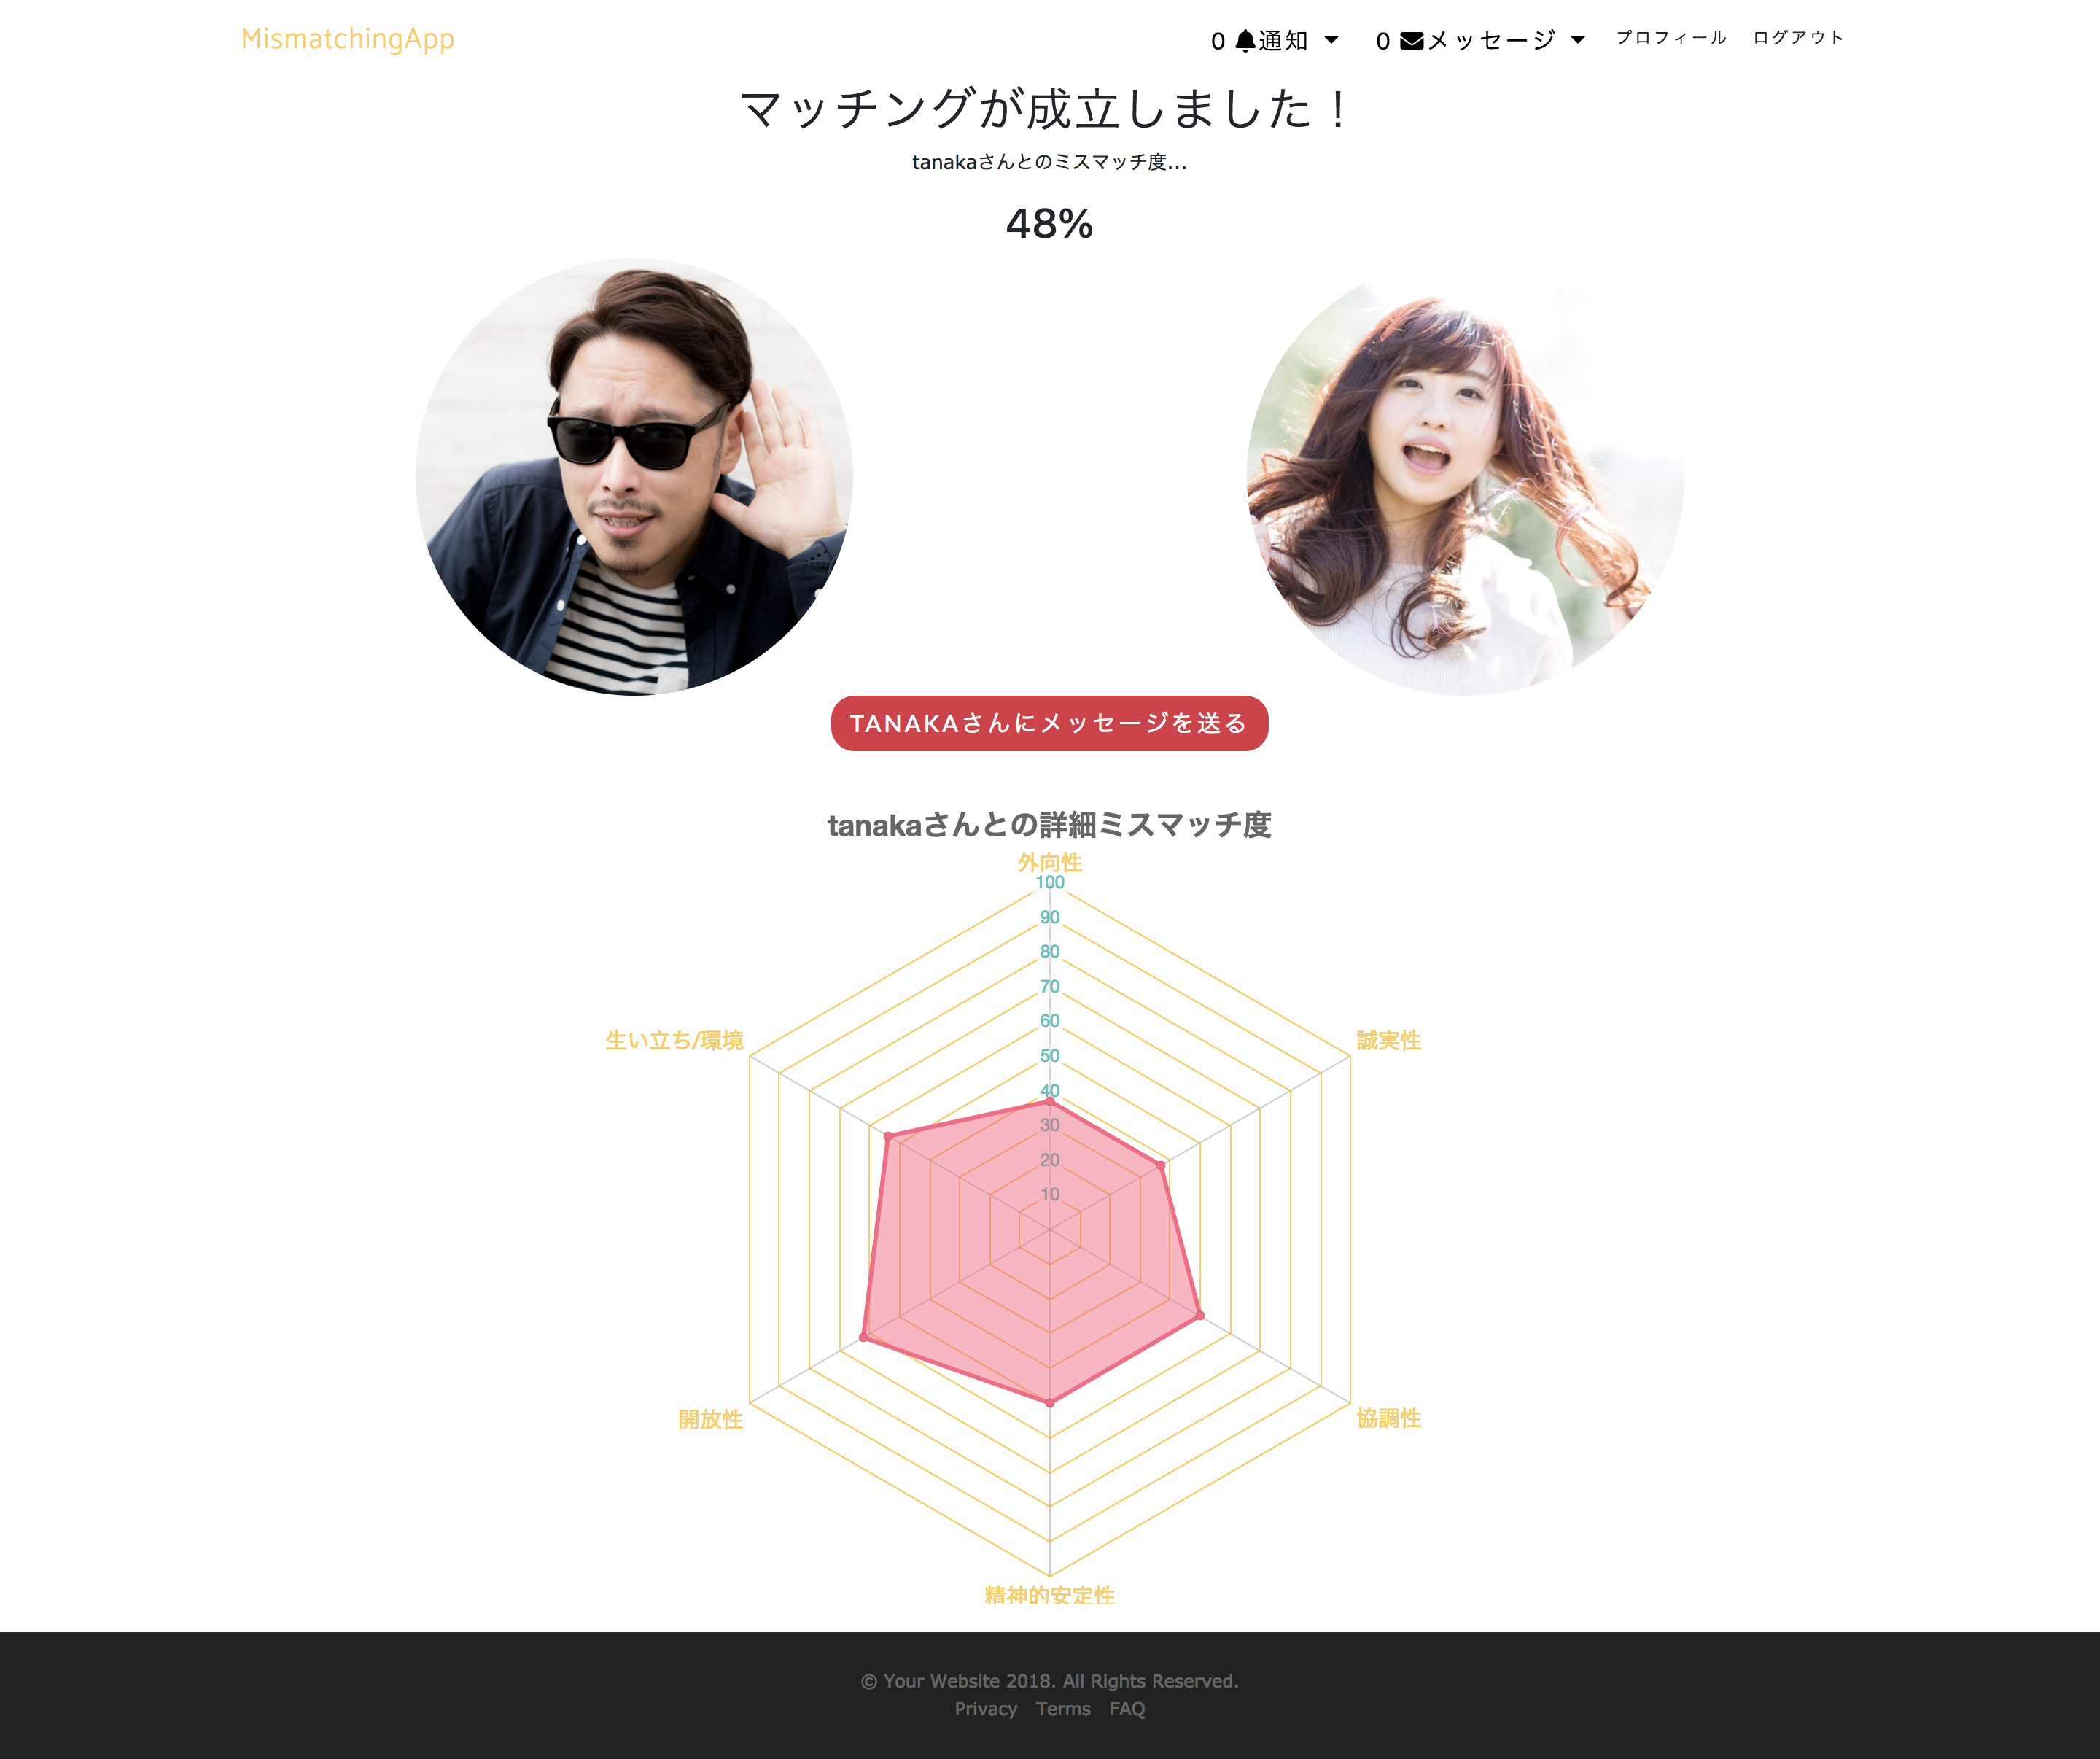 MismatchingApp
0 通知 0 メッセージ プロフィール ログアウト
マッチングが成立しました！
tanakaさんとのミスマッチ度...
48%
TANAKAさんにメッセージを送る
tanakaさんとの詳細ミスマッチ度
外向性
100
90
80
70
60
生い立ち/環境
誠実性
50
40
30
20
10
開放性
協調性
精神的安定性
© Your Website 2018. All Rights Reserved.
Privacy Terms FAQ